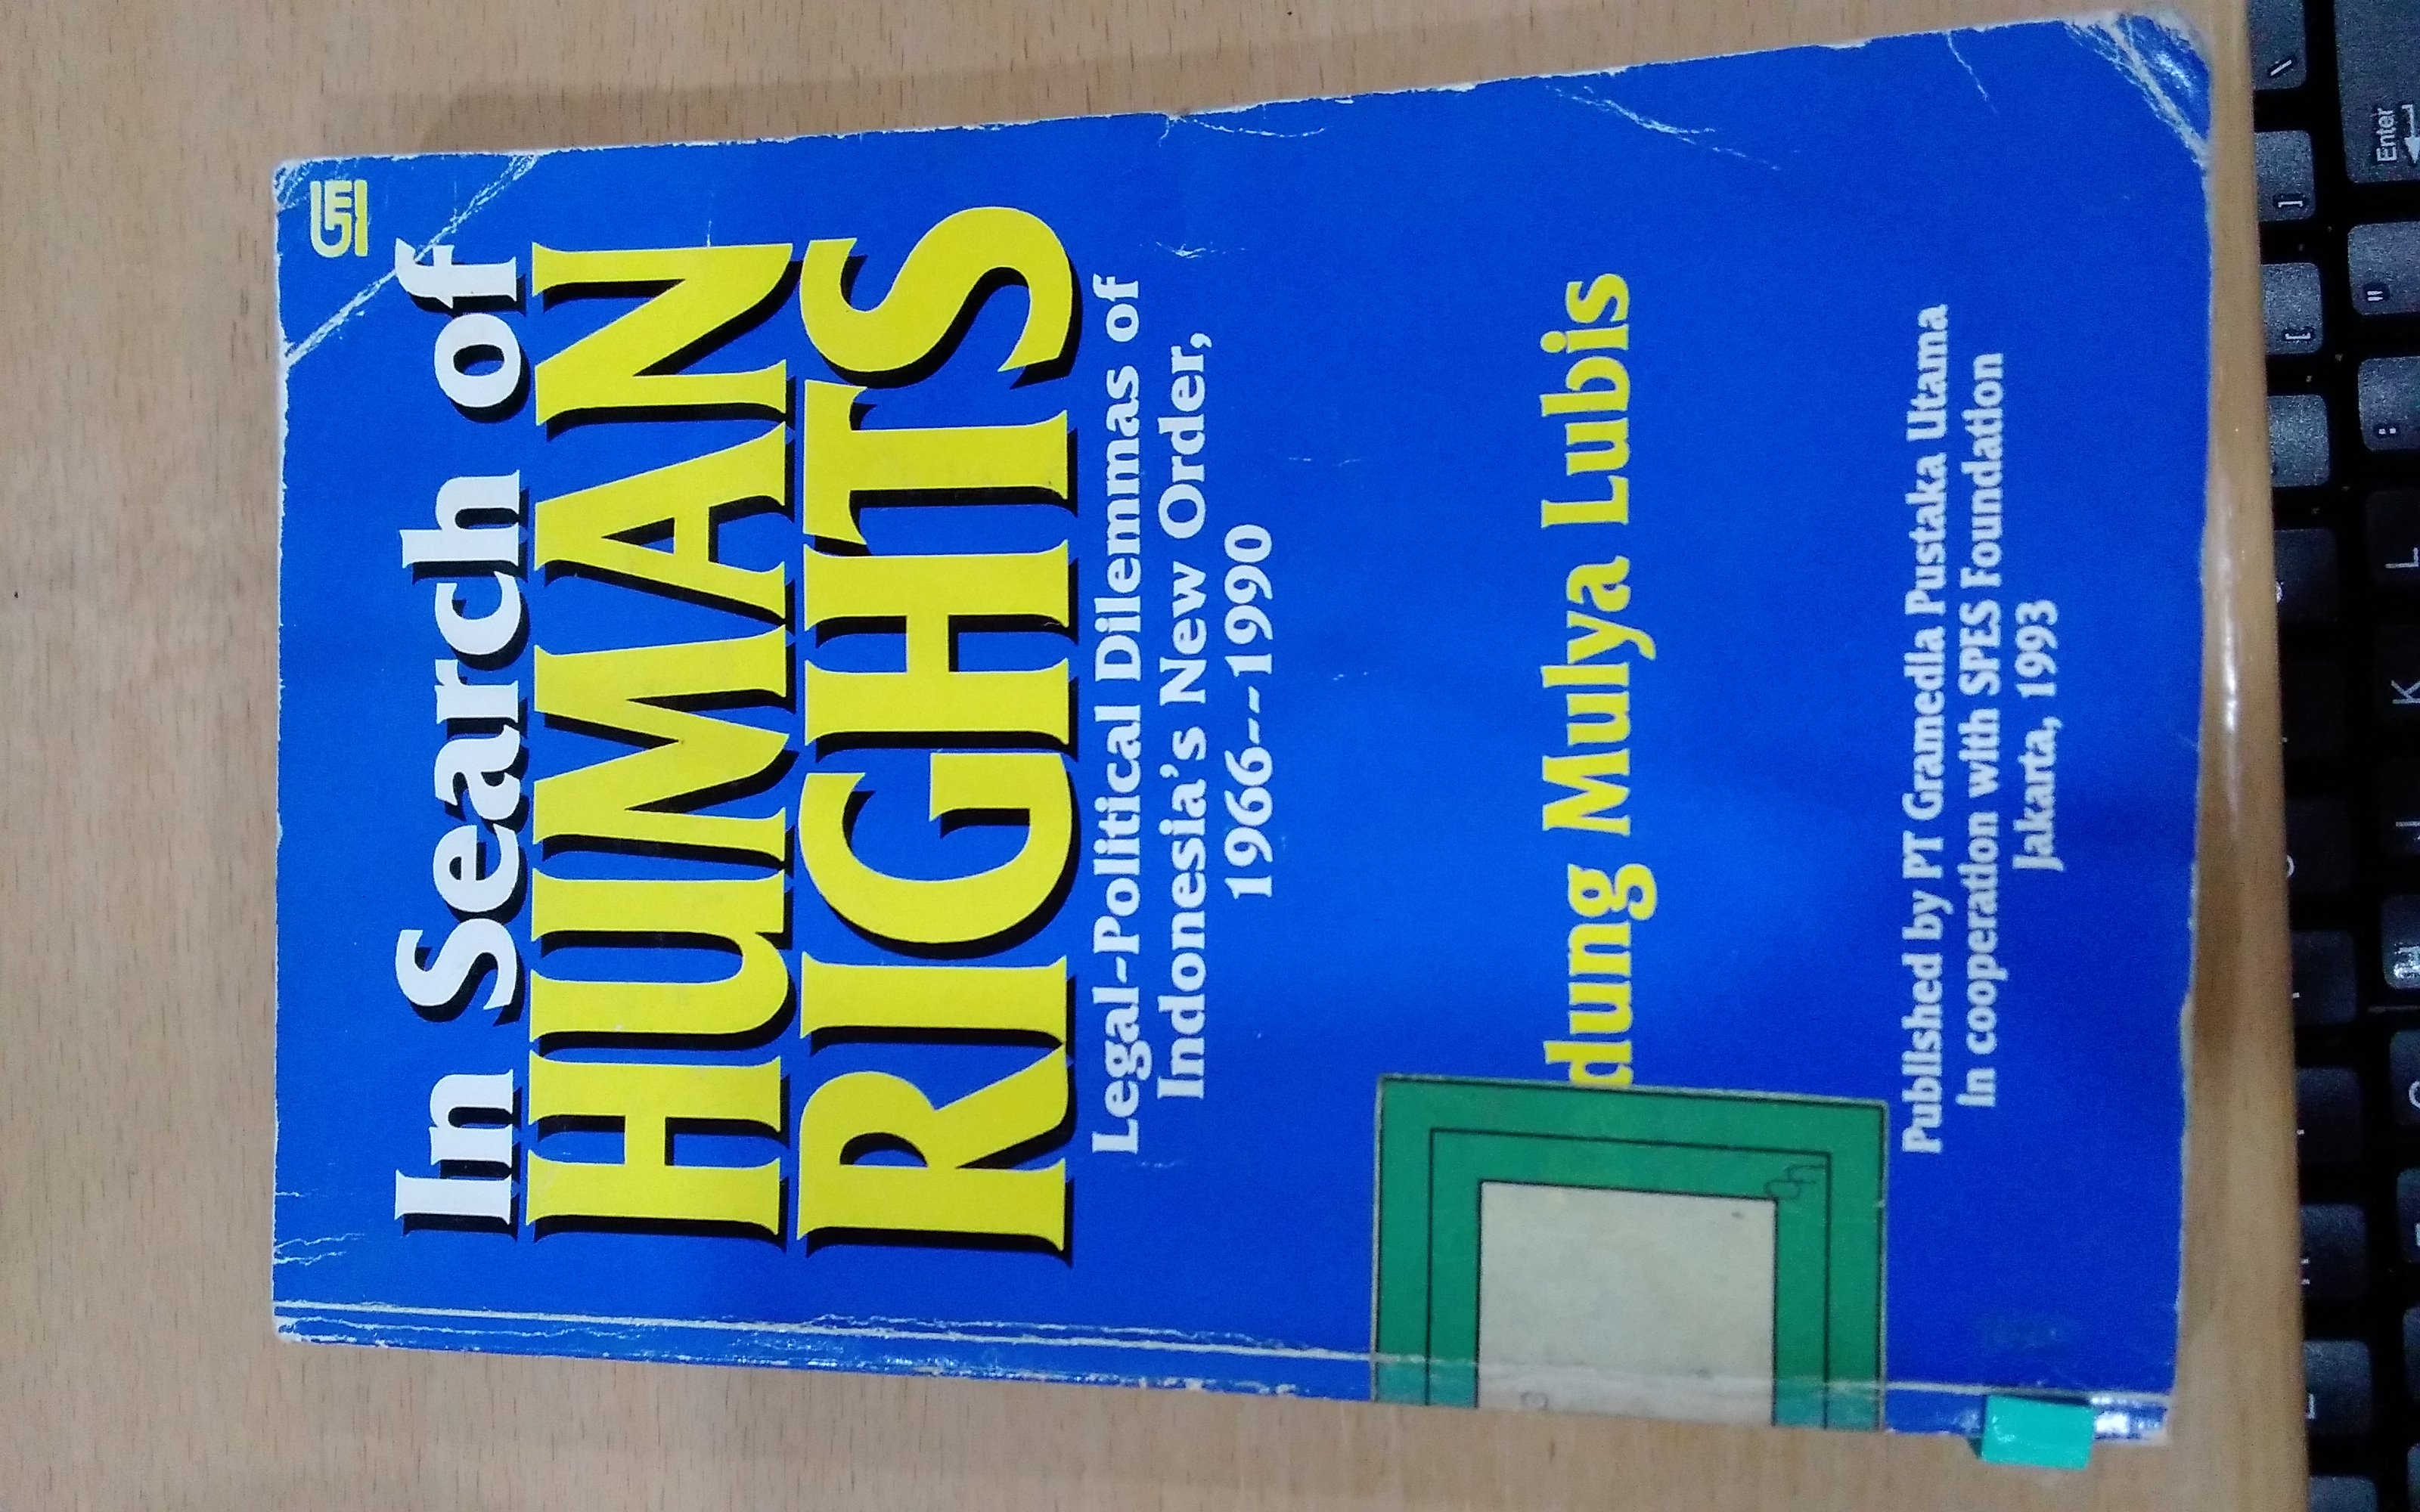 In Search of
HUMAN
RIGHTS
Legal-Political Dilemmas of
Indonesia's New Order,
1966--1990
dung Mulya Lubis
Published by PT Gramedia Pustaka Utama
in cooperation with SPES Foundation
Jakarta, 1993
Enter
\
]
[
"
:
L
K